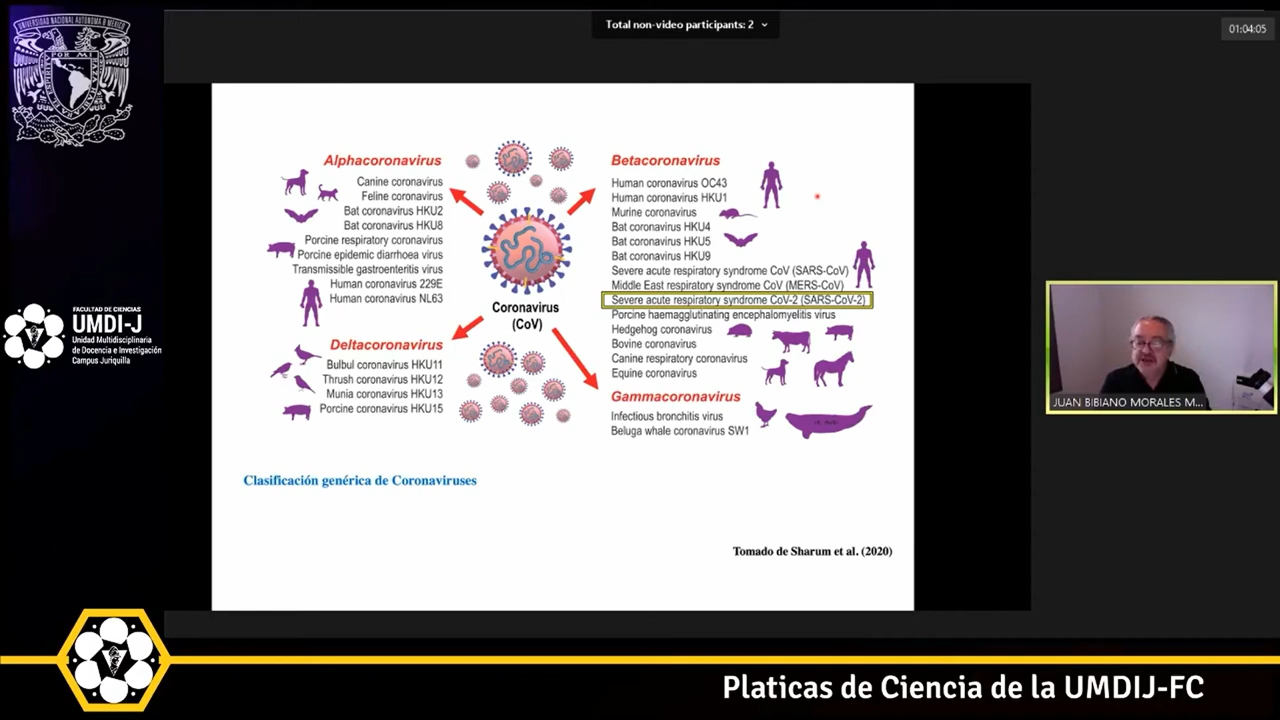 UNIVERSIDAD NACIONAL AUTÓNOMA DE MÉXICO
Total non-video participants: 2
01:04:05
FACULTAD DE CIENCIAS
UMDI-J
Unidad Multidisciplinaria
de Docencia e Investigación
Campus Juriquilla
Alphacoronavirus
Canine coronavirus
Feline coronavirus
Bat coronavirus HKU2
Bat coronavirus HKU8
Porcine respiratory coronavirus
Porcine epidemic diarrhoea virus
Transmissible gastroenteritis virus
Human coronavirus 229E
Human coronavirus NL63
Coronavirus
(CoV)
Deltacoronavirus
Bulbul coronavirus HKU11
Thrush coronavirus HKU12
Munia coronavirus HKU13
Porcine coronavirus HKU15
Betacoronavirus
Human coronavirus OC43
Human coronavirus HKU1
Murine coronavirus
Bat coronavirus HKU4
Bat coronavirus HKU5
Bat coronavirus HKU9
Severe acute respiratory syndrome CoV (SARS-CoV)
Middle East respiratory syndrome CoV (MERS-CoV)
Severe acute respiratory syndrome CoV-2 (SARS-CoV-2)
Porcine haemagglutinating encephalomyelitis virus
Hedgehog coronavirus
Bovine coronavirus
Canine respiratory coronavirus
Equine coronavirus
Gammacoronavirus
Infectious bronchitis virus
Beluga whale coronavirus SW1
Clasificación genérica de Coronaviruses
Tomado de Sharum et al. (2020)
JUAN BIBIANO MORALES M...
Platicas de Ciencia de la UMDIJ-FC